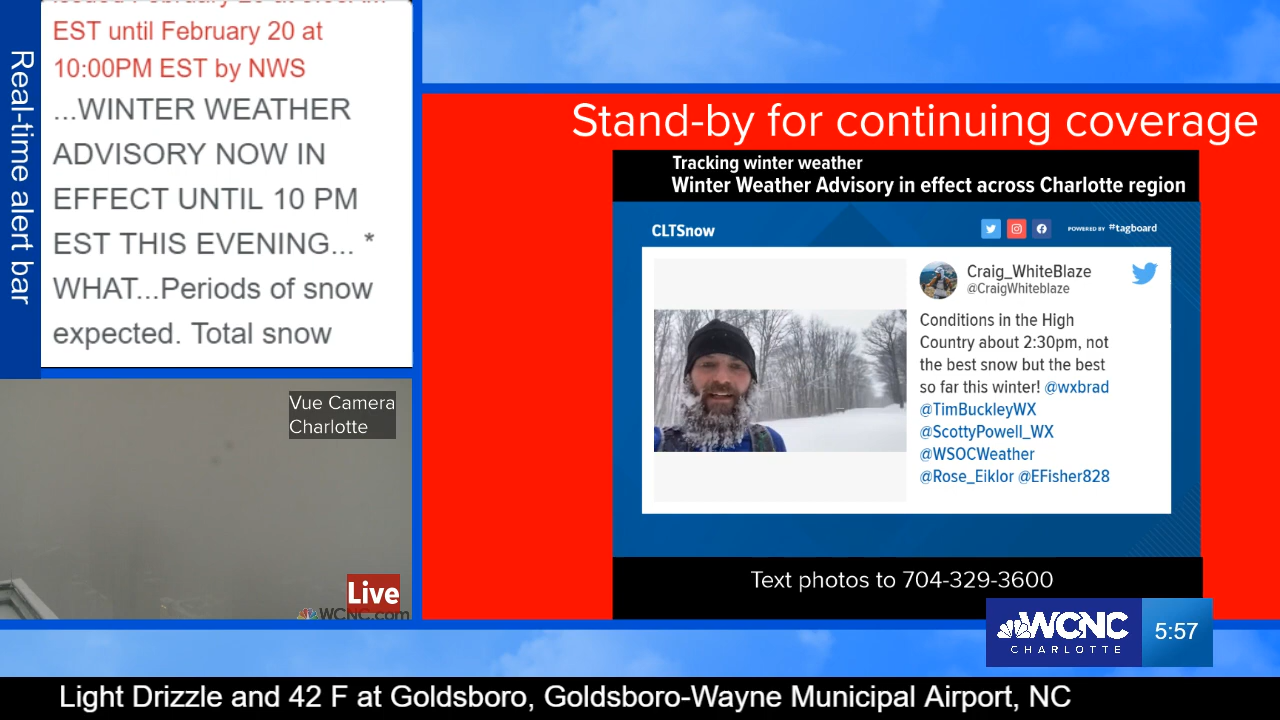 Real-time alert bar
EST until February 20 at
10:00PM EST by NWS
...WINTER WEATHER
ADVISORY NOW IN
EFFECT UNTIL 10 PM
EST THIS EVENING... *
WHAT...Periods of snow
expected. Total snow
Vue Camera
Charlotte
Live
WCNC.com
Stand-by for continuing coverage
Tracking winter weather
Winter Weather Advisory in effect across Charlotte region
CLTSnow
POWERED BY #tagboard
Craig_WhiteBlaze
@CraigWhiteblaze
Conditions in the High
Country about 2:30pm, not
the best snow but the best
so far this winter! @wxbrad
@TimBuckleyWX
@ScottyPowell_WX
@WSOCWeather
@Rose_Eiklor @EFisher828
Text photos to 704-329-3600
WCNC
CHARLOTTE
5:57
Light Drizzle and 42 F at Goldsboro, Goldsboro-Wayne Municipal Airport, NC